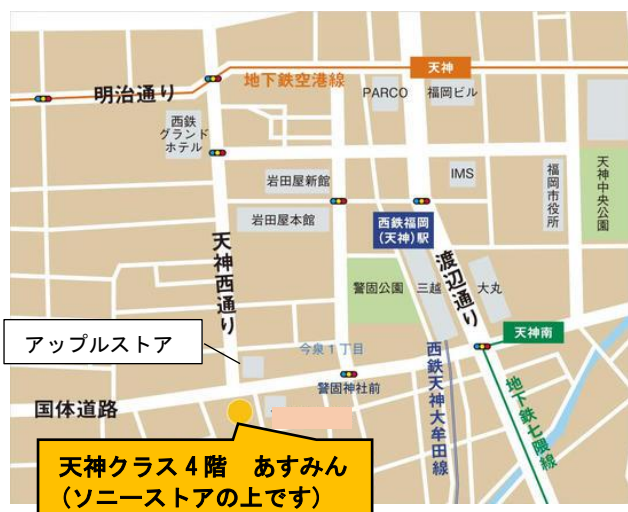 天神
地下鉄空港線
明治通り
PARCO
福岡ビル
西鉄
グランド
ホテル
岩田屋新館
IMS
福岡市役所
天神中央公園
岩田屋本館
西鉄福岡
(天神)駅
天神西通り
渡辺通り
警固公園
三越
大丸
アップルストア
今泉1丁目
天神南
警固神社前
西鉄天神大牟田線
地下鉄七隈線
国体道路
天神クラス4階　あすみん
(ソニーストアの上です)